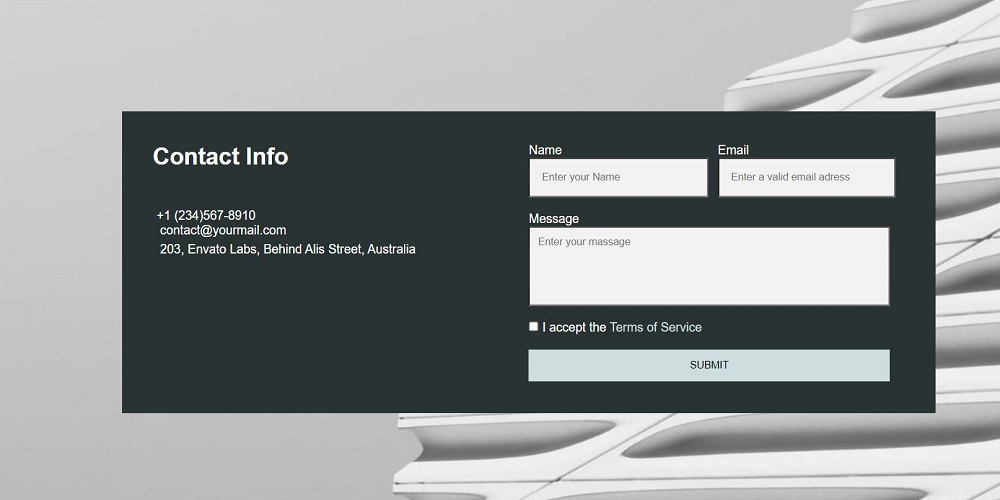 Contact Info
+1 (234)567-8910
contact@yourmail.com
203, Envato Labs, Behind Alis Street, Australia
Name
Enter your Name
Email
Enter a valid email adress
Message
Enter your massage
I accept the Terms of Service
SUBMIT